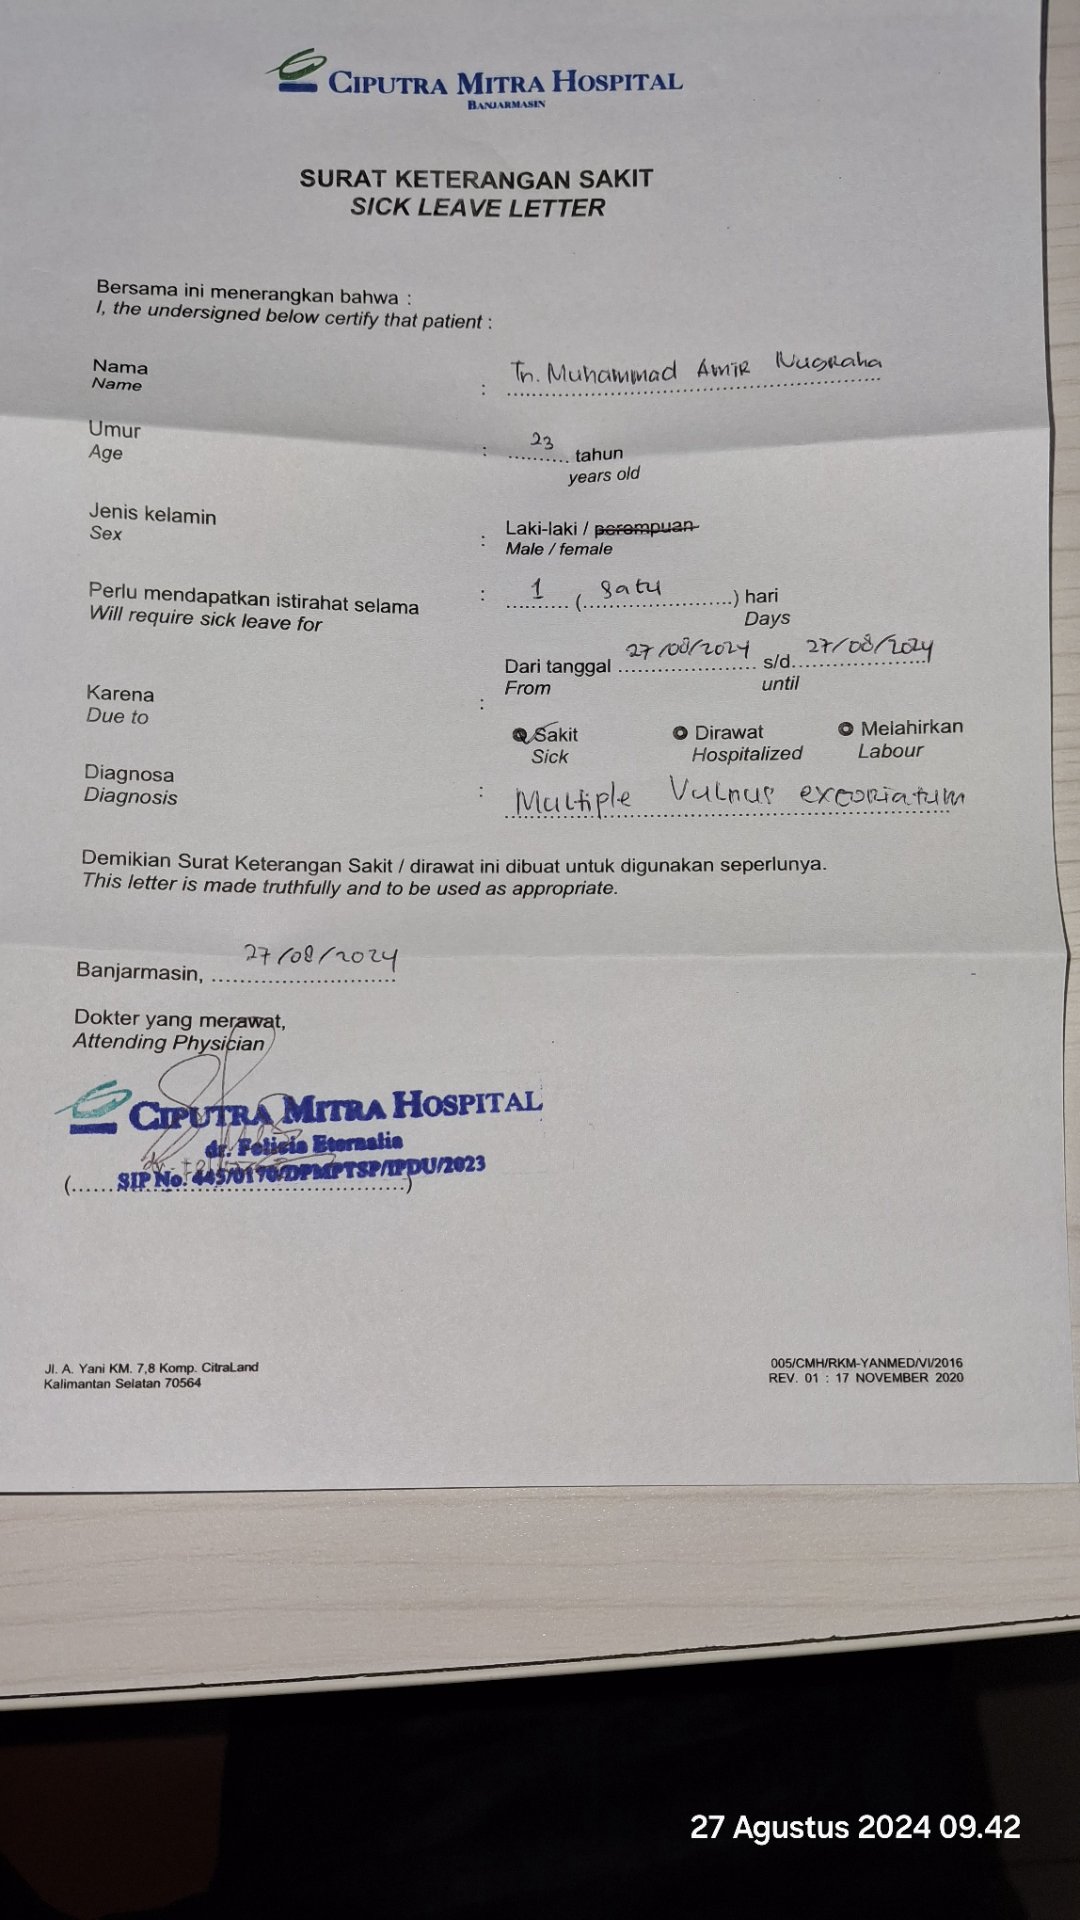 CIPUTRA MITRA HOSPITAL
BANJARMASIN
SURAT KETERANGAN SAKIT
SICK LEAVE LETTER
Bersama ini menerangkan bahwa :
I, the undersigned below certify that patient :
Nama : Tn. Muhammad Amir Nugraha
Name
Umur : 23 tahun
Age years old
Jenis kelamin : Laki-laki / perempuan
Sex Male / female
Perlu mendapatkan istirahat selama : 1 (satu) hari
Will require sick leave for Days
Dari tanggal 27/08/2024 s/d 27/08/2024
From until
Karena :
Due to
Sakit Dirawat Melahirkan
Sick Hospitalized Labour
Diagnosa : Multiple Vulnus excoriatum
Diagnosis
Demikian Surat Keterangan Sakit / dirawat ini dibuat untuk digunakan seperlunya.
This letter is made truthfully and to be used as appropriate.
Banjarmasin, 27/08/2024
Dokter yang merawat,
Attending Physician
CIPUTRA MITRA HOSPITAL
dr. Felicia Eternalia
SIP No. 445/0170/DPMPTSP/IPDU/2023
Jl. A. Yani KM. 7,8 Komp. CitraLand
Kalimantan Selatan 70564
005/CMH/RKM-YANMED/VI/2016
REV. 01 : 17 NOVEMBER 2020
27 Agustus 2024 09.42